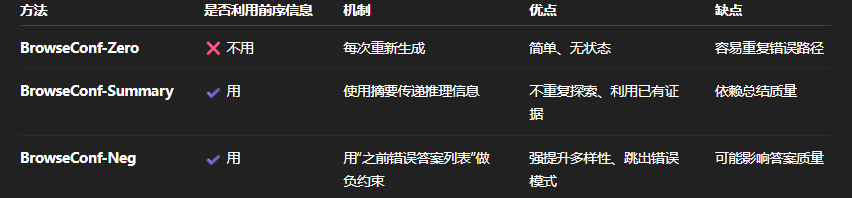 方法 是否利用前序信息 机制 优点 缺点
BrowseConf-Zero ❌ 不用 每次重新生成 简单、无状态 容易重复错误路径
BrowseConf-Summary ✔ 用 使用摘要传递推理信息 不重复探索、利用已有证据 依赖总结质量
BrowseConf-Neg ✔ 用 用“之前错误答案列表”做负约束 强提升多样性、跳出错误模式 可能影响答案质量